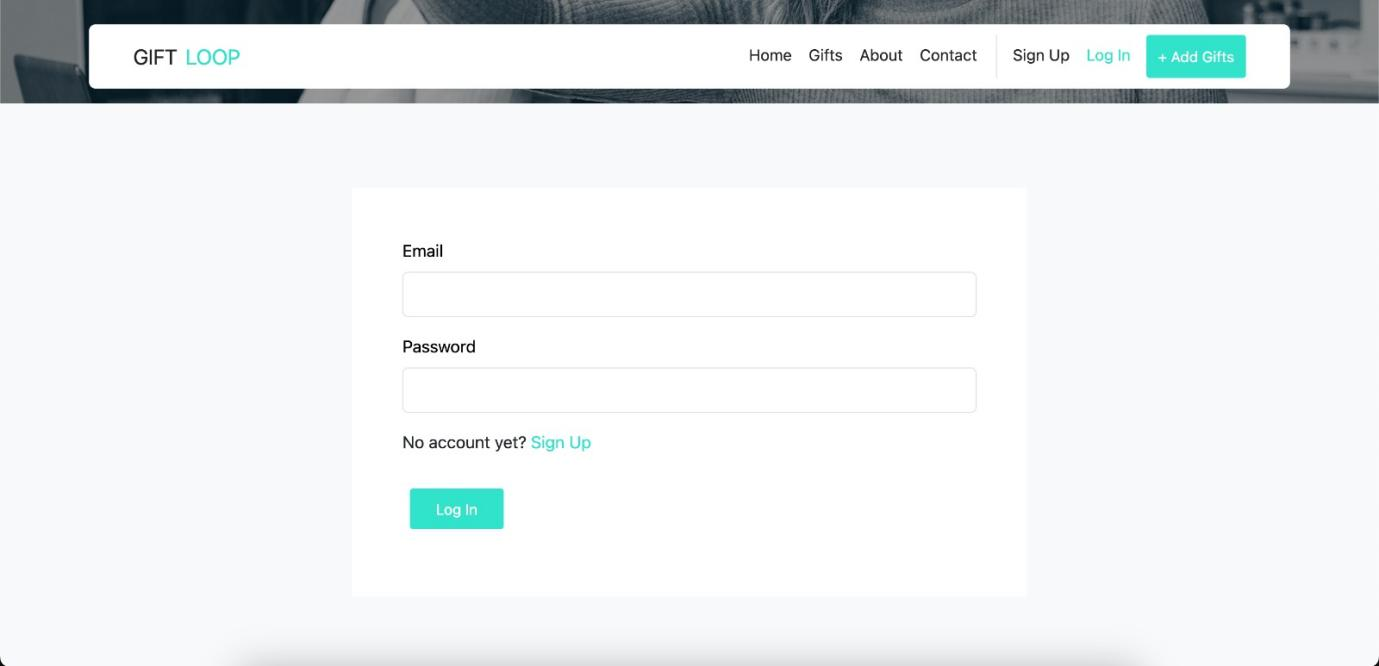 GIFT LOOP Home Gifts About Contact Sign Up Log In + Add Gifts
Email
Password
No account yet? Sign Up
Log In